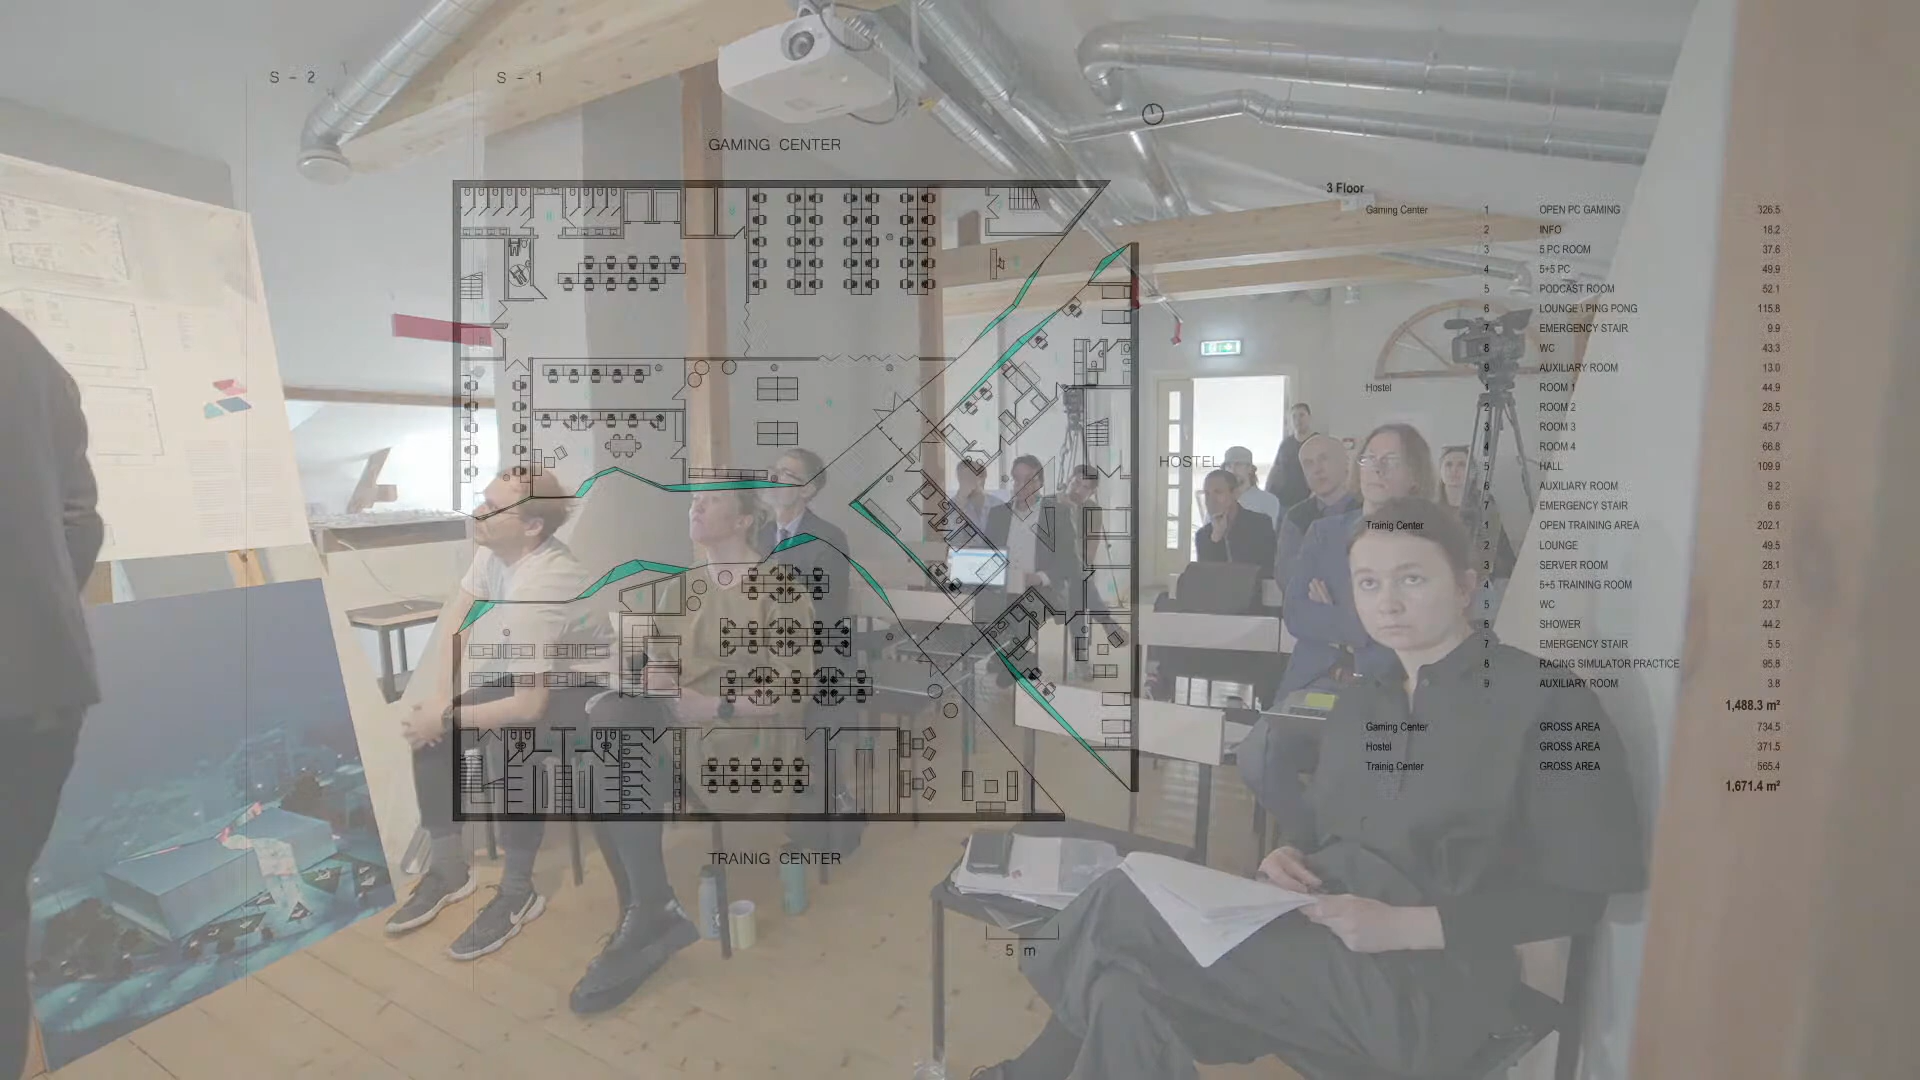 S - 2
S - 1
GAMING CENTER
HOSTEL
TRAINIG CENTER
5 m
3 Floor
Gaming Center 1 OPEN PC GAMING 326.5
2 INFO 18.2
3 5 PC ROOM 37.6
4 5+5 PC 49.9
5 PODCAST ROOM 52.1
6 LOUNGE \ PING PONG 115.8
7 EMERGENCY STAIR 9.9
8 WC 43.3
9 AUXILIARY ROOM 13.0
Hostel 1 ROOM 1 44.9
2 ROOM 2 28.5
3 ROOM 3 45.7
4 ROOM 4 66.8
5 HALL 109.9
6 AUXILIARY ROOM 9.2
7 EMERGENCY STAIR 6.6
Trainig Center 1 OPEN TRAINING AREA 202.1
2 LOUNGE 49.5
3 SERVER ROOM 28.1
4 5+5 TRAINING ROOM 57.7
5 WC 23.7
6 SHOWER 44.2
7 EMERGENCY STAIR 5.5
8 RACING SIMULATOR PRACTICE 95.8
9 AUXILIARY ROOM 3.8
1,488.3 m²
Gaming Center GROSS AREA 734.5
Hostel GROSS AREA 371.5
Trainig Center GROSS AREA 565.4
1,671.4 m²